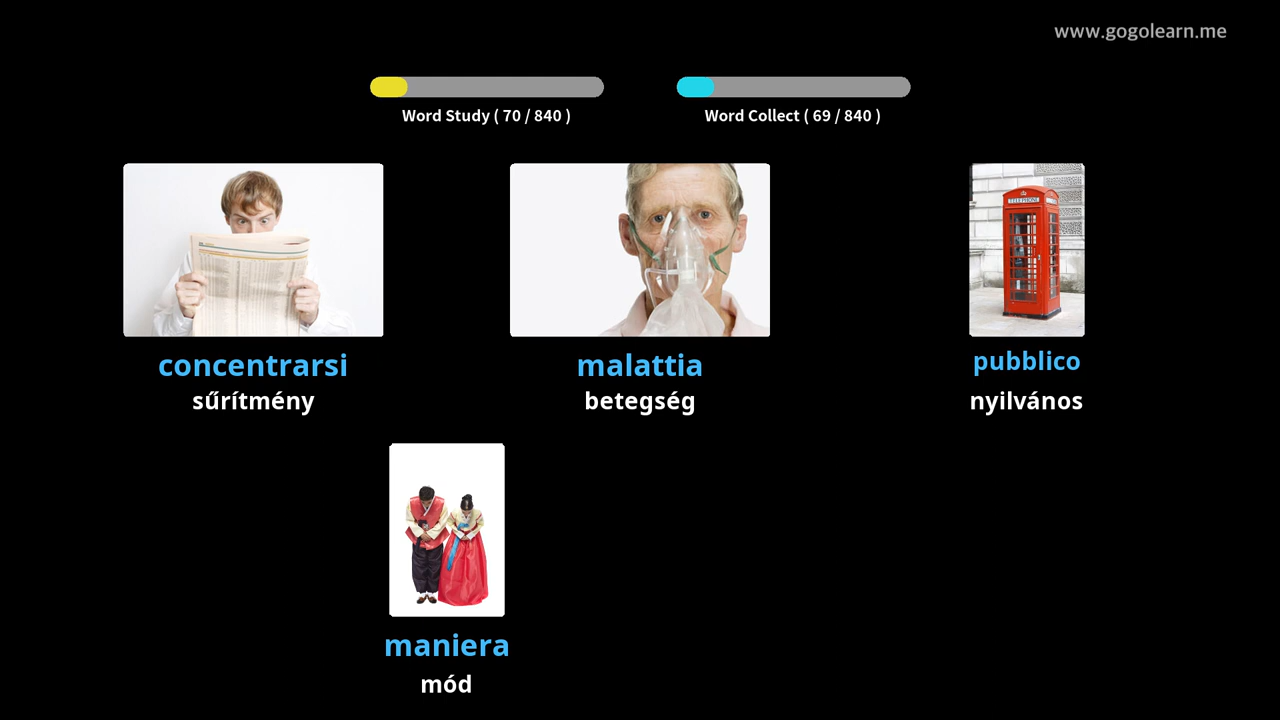 www.gogolearn.me
Word Study ( 70 / 840 )
Word Collect ( 69 / 840 )
TELEPHONE
concentrarsi
malattia
pubblico
sűrítmény
betegség
nyilvános
maniera
mód